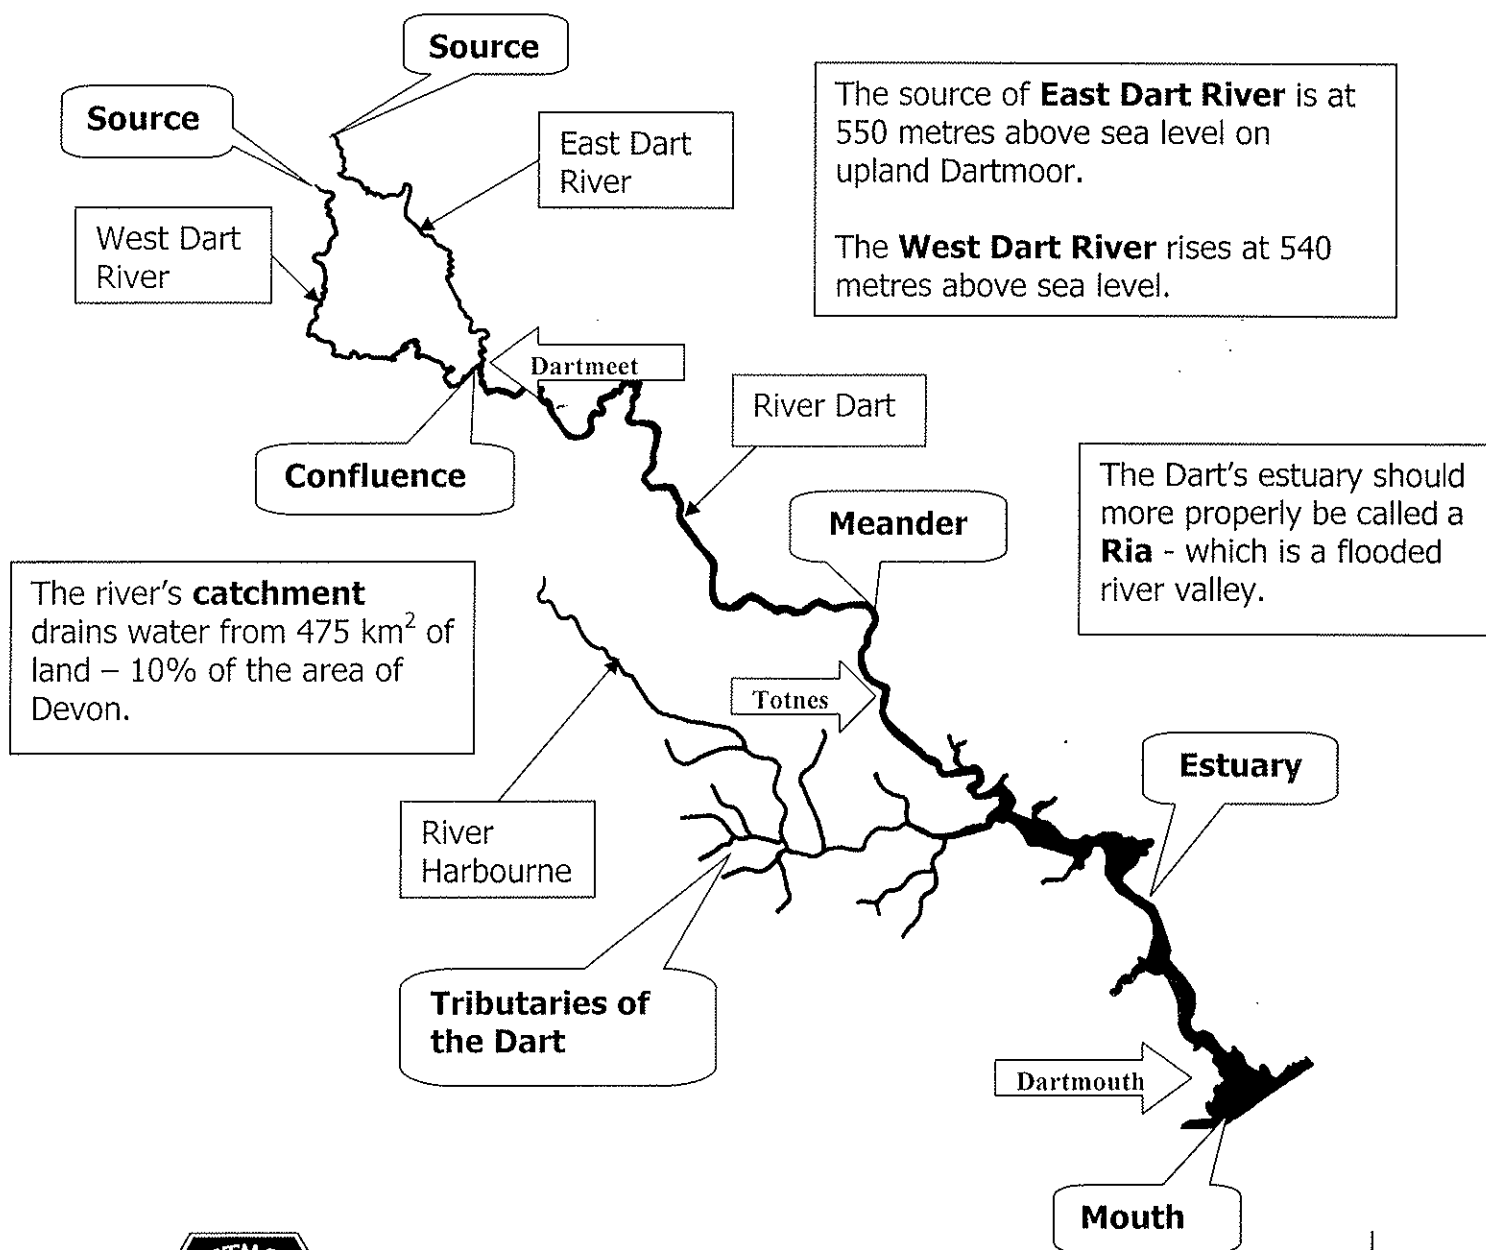 Source
Source
The source of East Dart River is at
550 metres above sea level on
upland Dartmoor.
The West Dart River rises at 540
metres above sea level.
East Dart
River
West Dart
River
Dartmeet
River Dart
Confluence
The Dart's estuary should
more properly be called a
Ria - which is a flooded
river valley.
Meander
The river's catchment
drains water from 475 km² of
land – 10% of the area of
Devon.
Totnes
Estuary
River
Harbourne
Tributaries of
the Dart
Dartmouth
Mouth